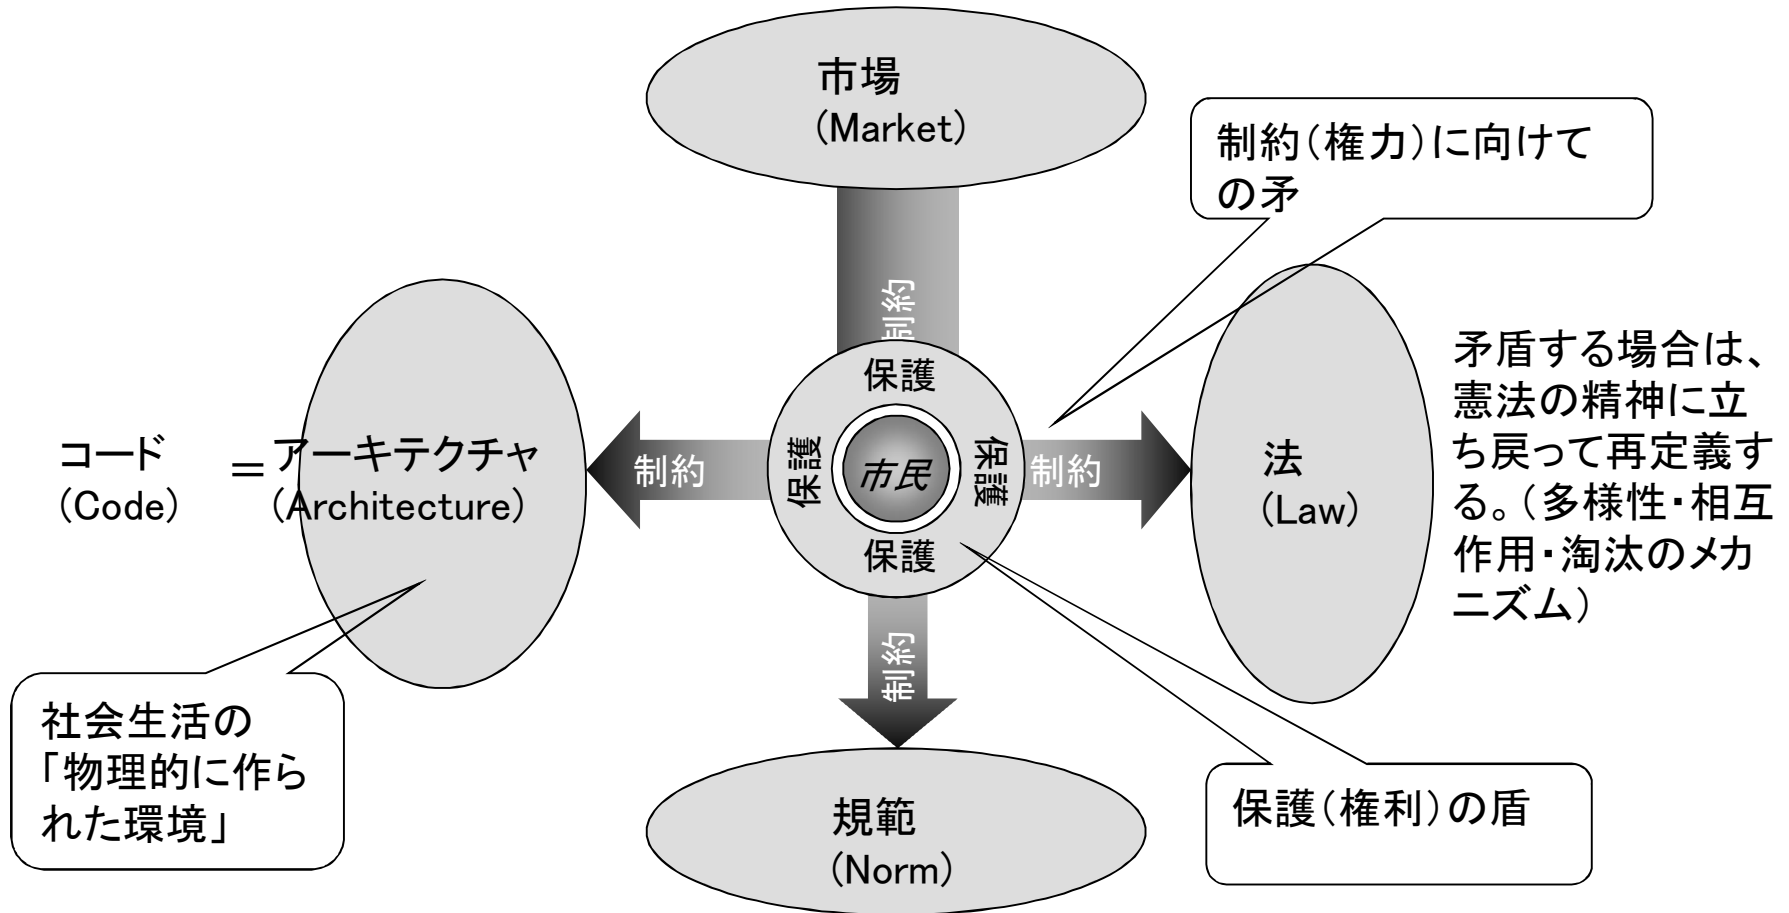 市場
(Market)
制約(権力)に向けて
の矛
制約
保護
矛盾する場合は、
憲法の精神に立
ち戻って再定義す
る。(多様性・相互
作用・淘汰のメカ
ニズム)
コード
(Code)
=
アーキテクチャ
(Architecture)
制約
保護
市民
保護
制約
法
(Law)
保護
制約
社会生活の
「物理的に作ら
れた環境」
規範
(Norm)
保護(権利)の盾